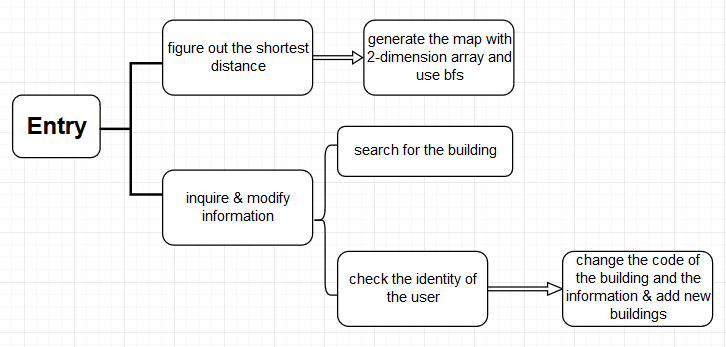 Entry
figure out the shortest
distance
generate the map with
2-dimension array and
use bfs
inquire & modify
information
search for the building
check the identity of
the user
change the code of
the building and the
information & add new
buildings